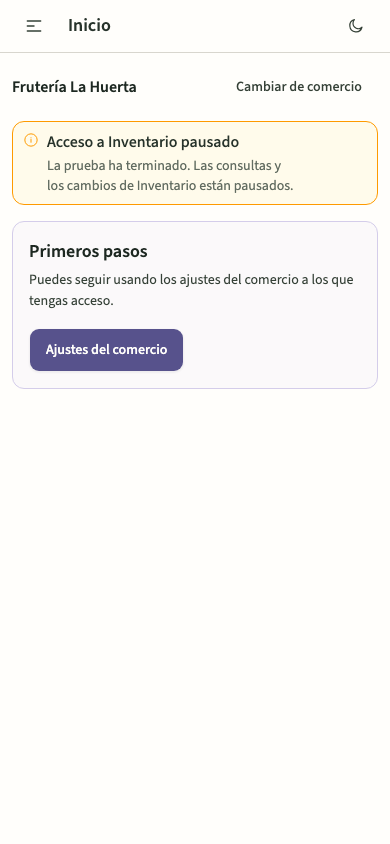 Inicio
Frutería La Huerta
Cambiar de comercio
Acceso a Inventario pausado
La prueba ha terminado. Las consultas y
los cambios de Inventario están pausados.
Primeros pasos
Puedes seguir usando los ajustes del comercio a los que
tengas acceso.
Ajustes del comercio